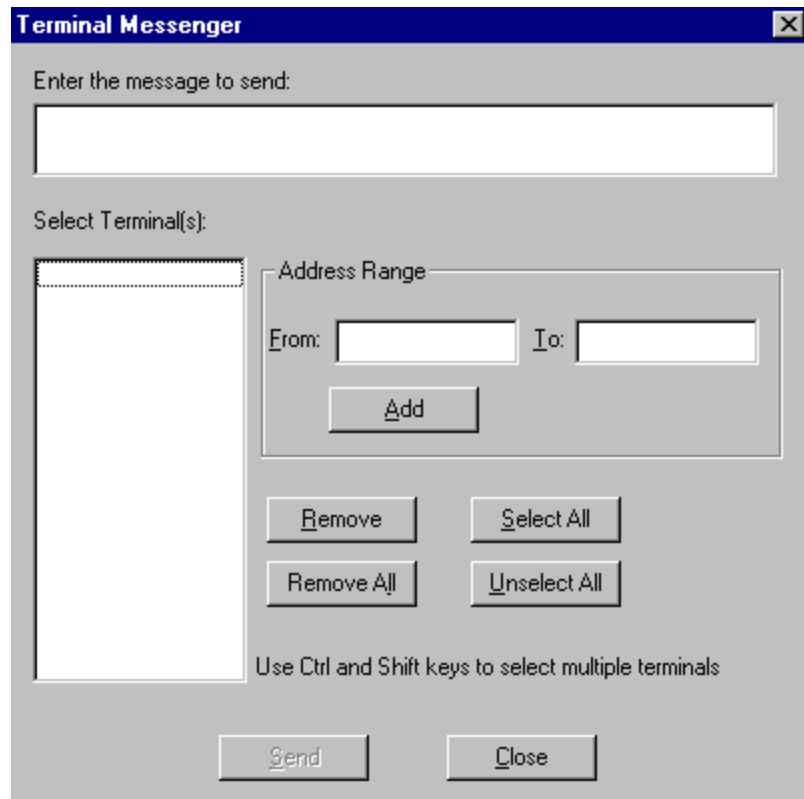 Terminal Messenger
Enter the message to send:
Select Terminal(s):
Address Range
From:
To:
Add
Remove
Select All
Remove All
Unselect All
Use Ctrl and Shift keys to select multiple terminals
Send
Close